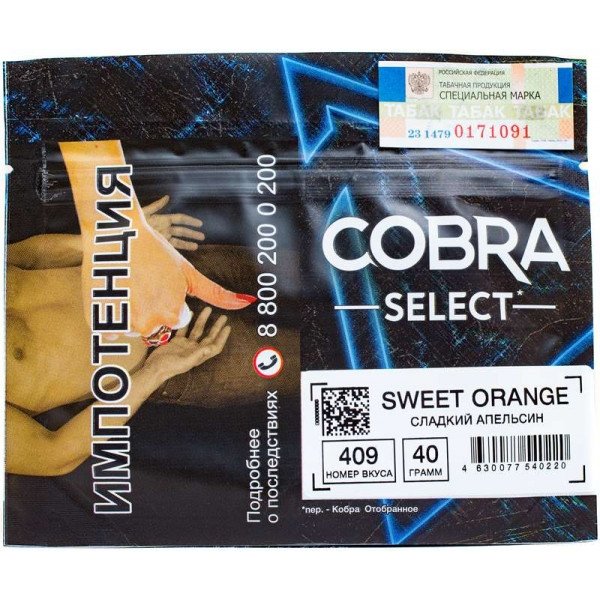 РОССИЙСКАЯ ФЕДЕРАЦИЯ
ТАБАЧНАЯ ПРОДУКЦИЯ
СПЕЦИАЛЬНАЯ МАРКА
ТАБАК ТАБАК ТАБАК
23 1479 0171091
ИМПОТЕНЦИЯ
Подробнее
о последствиях
8 800 200 0 200
COBRA
SELECT*
SWEET ORANGE
СЛАДКИЙ АПЕЛЬСИН
409
НОМЕР ВКУСА
40
ГРАММ
4 630077 540220
*пер. - Кобра Отобранное